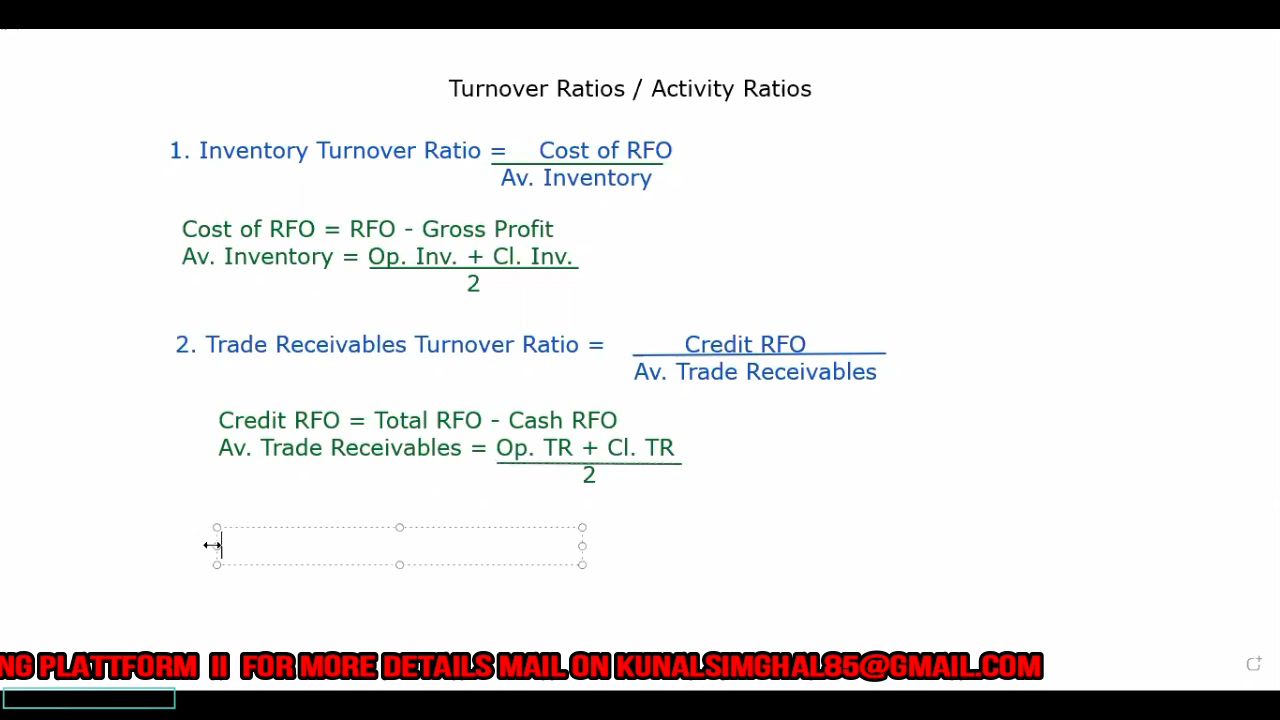 Turnover Ratios / Activity Ratios
1. Inventory Turnover Ratio = Cost of RFO
Av. Inventory
Cost of RFO = RFO - Gross Profit
Av. Inventory = Op. Inv. + Cl. Inv.
2
2. Trade Receivables Turnover Ratio = Credit RFO
Av. Trade Receivables
Credit RFO = Total RFO - Cash RFO
Av. Trade Receivables = Op. TR + Cl. TR
2
NG PLATTFORM II FOR MORE DETAILS MAIL ON KUNALSIMGHAL85@GMAIL.COM